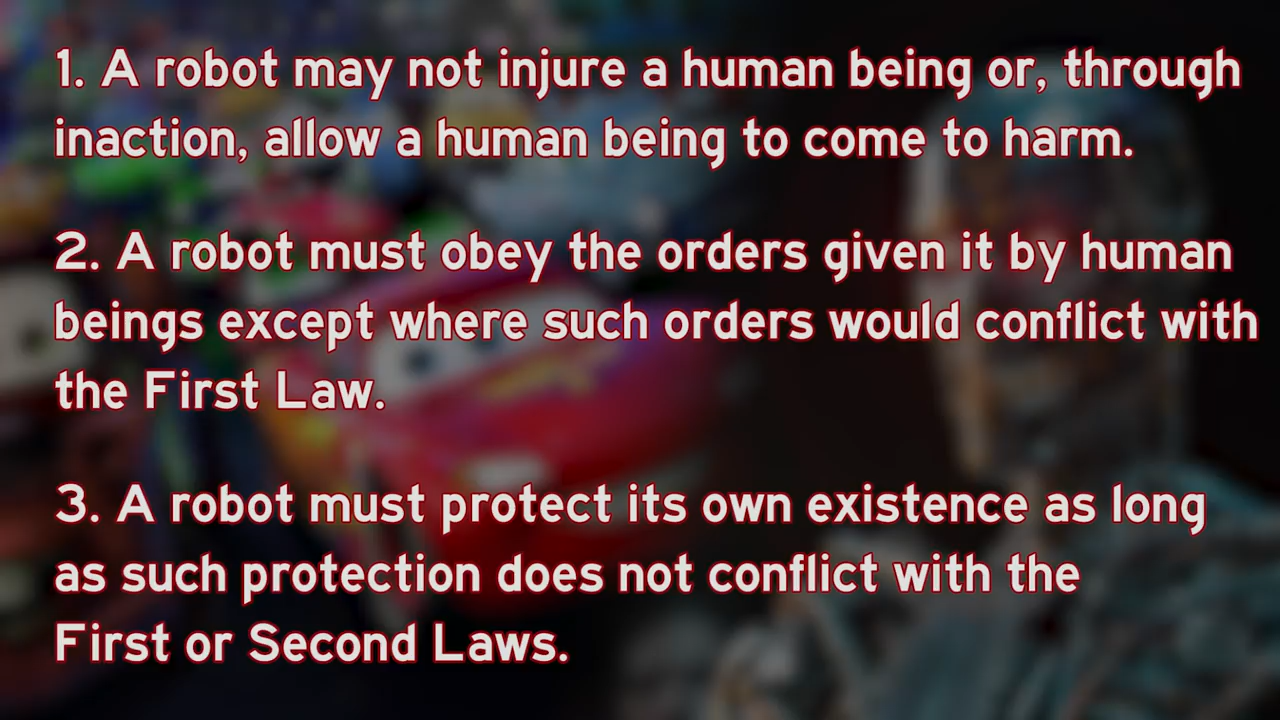 1. A robot may not injure a human being or, through
inaction, allow a human being to come to harm.
2. A robot must obey the orders given it by human
beings except where such orders would conflict with
the First Law.
3. A robot must protect its own existence as long
as such protection does not conflict with the
First or Second Laws.